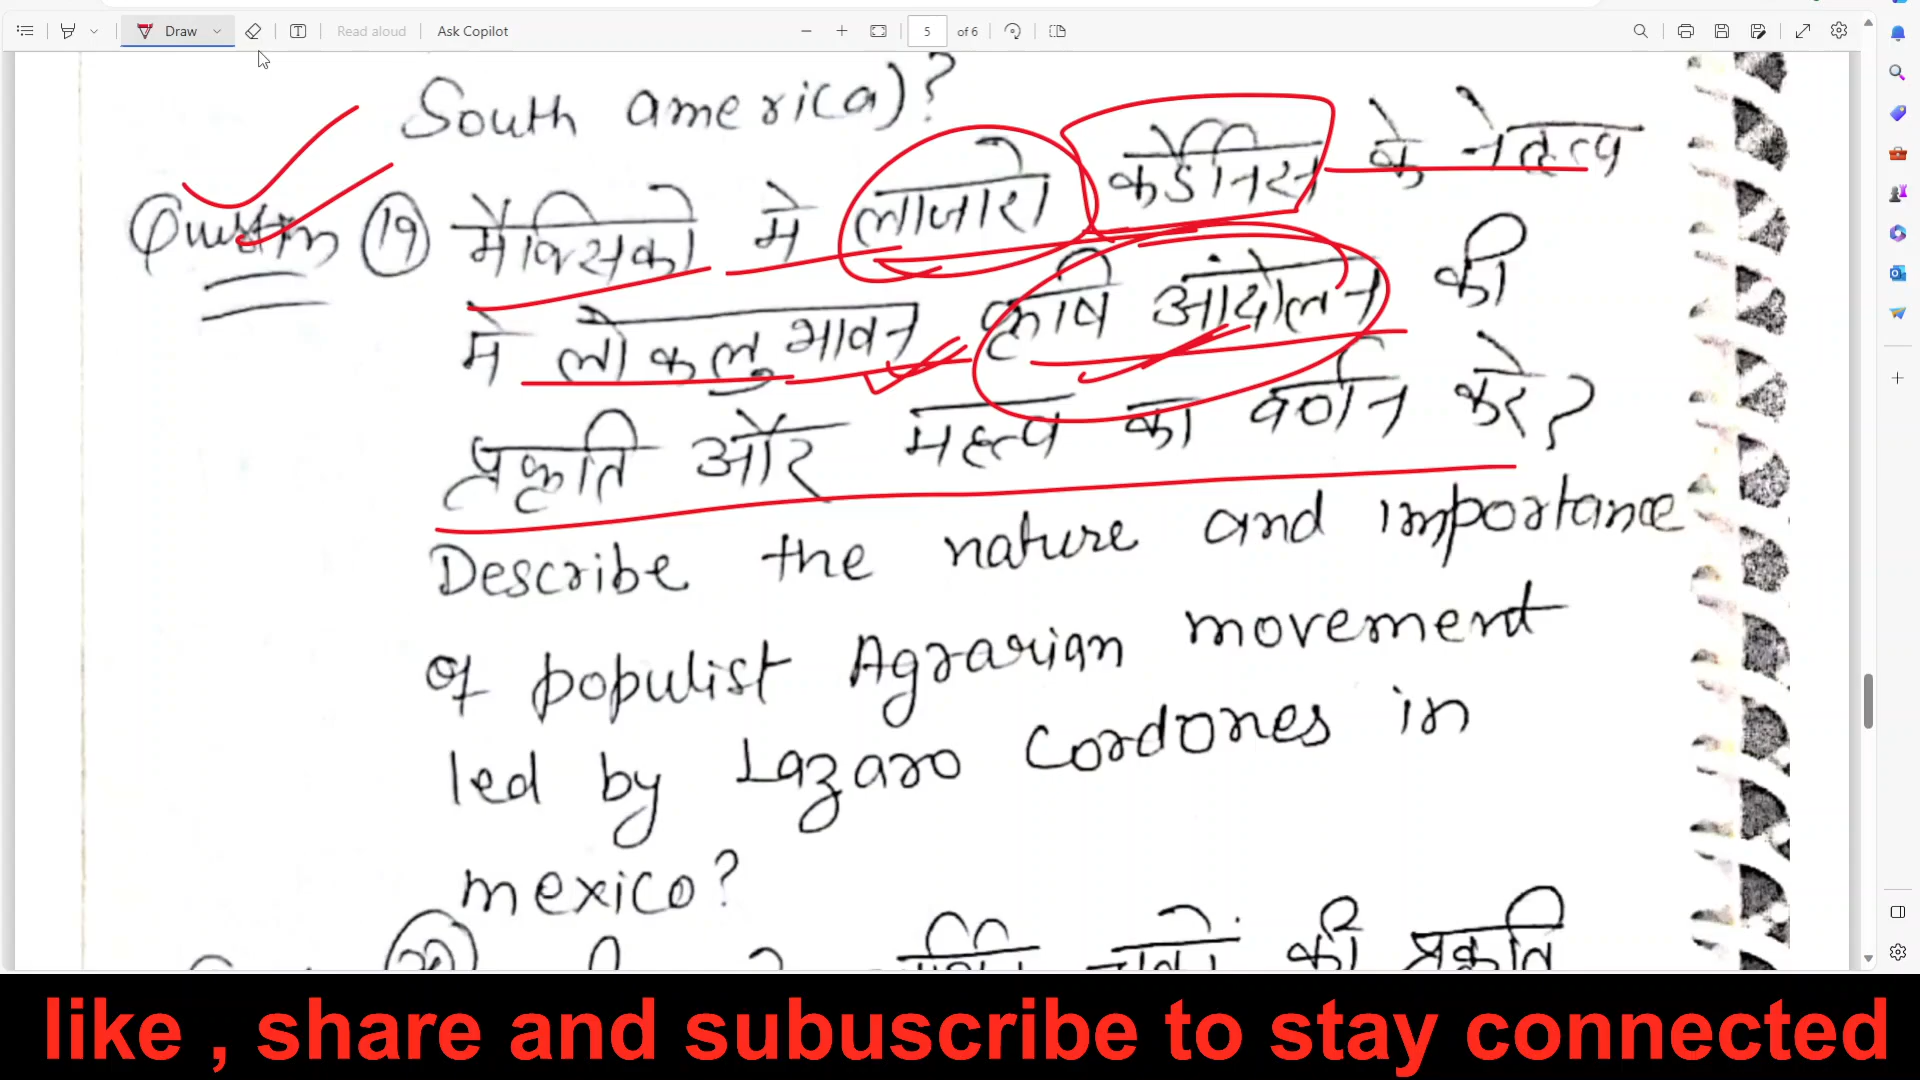 Draw
Read aloud
Ask Copilot
5 of 6
South america)?
Question 19 मैक्सिको मे लाजारो कर्डेनिस के नेतृत्व
मे लोकलुभावन कृषि आंदोलन की
प्रकृति और महत्व का वर्णन करे?
Describe the nature and importance
of populist Agrarian movement
led by Lazaro Cordones in
mexico?
की प्रकृति
like , share and subuscribe to stay connected